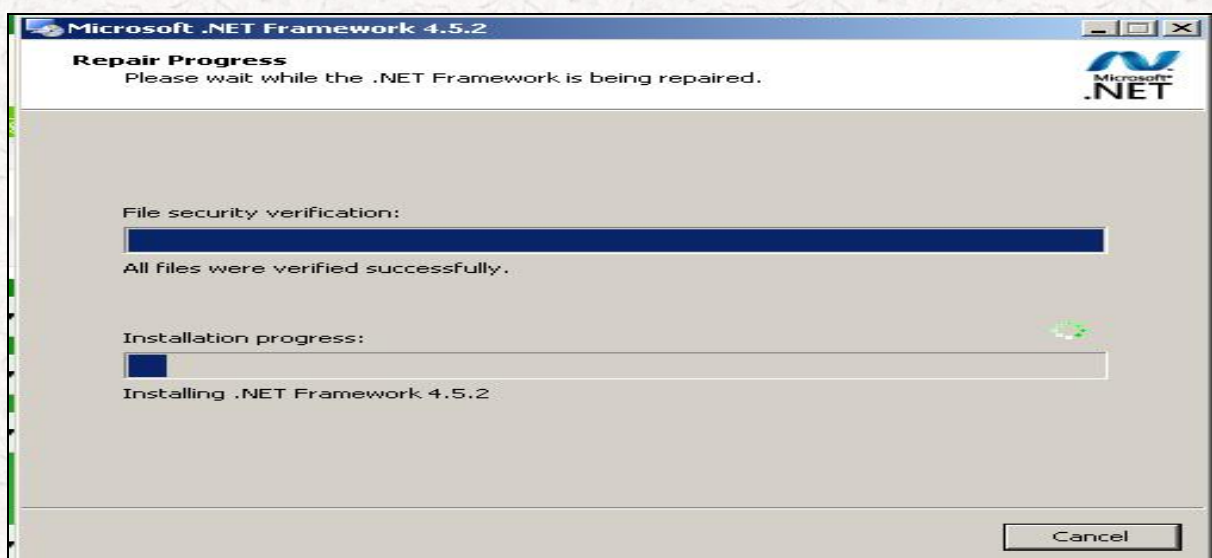 Microsoft .NET Framework 4.5.2
Repair Progress
Please wait while the .NET Framework is being repaired.
Microsoft
.NET
File security verification:
All files were verified successfully.
Installation progress:
Installing .NET Framework 4.5.2
Cancel